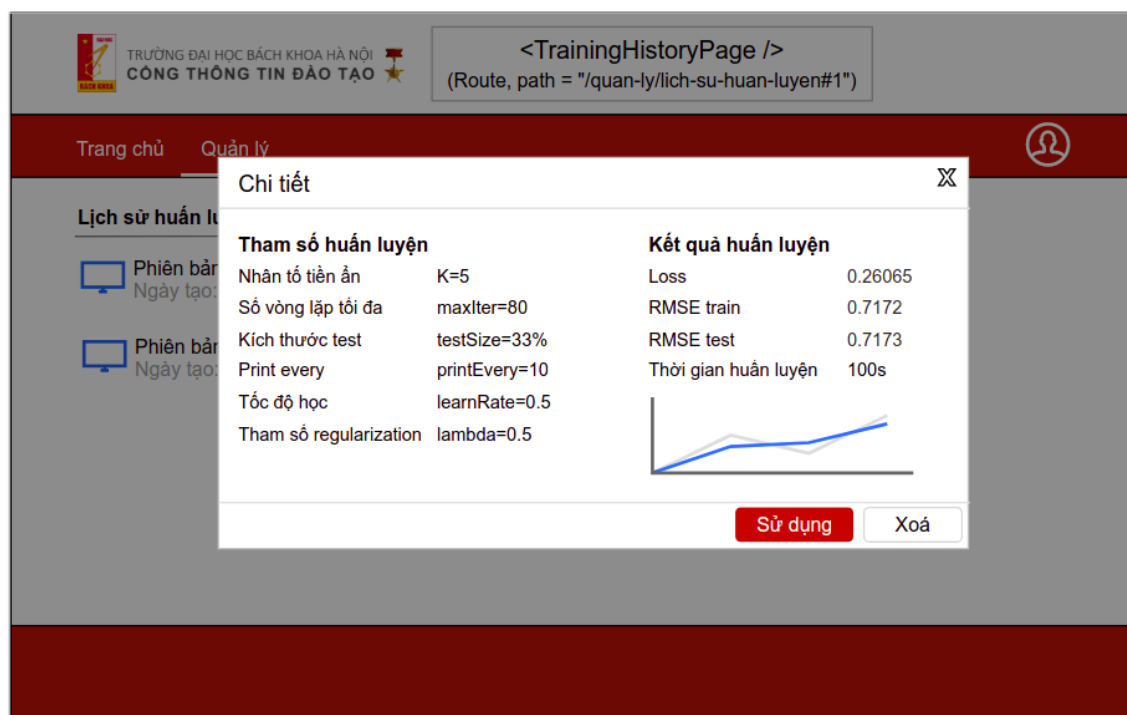 TRƯỜNG ĐẠI HỌC BÁCH KHOA HÀ NỘI
CỔNG THÔNG TIN ĐÀO TẠO
<TrainingHistoryPage />
(Route, path = "/quan-ly/lich-su-huan-luyen#1")
BÁCH KHOA
Trang chủ Quản lý
Chi tiết X
Lịch sử huấn
Tham số huấn luyện Kết quả huấn luyện
Phiên
Ngày tạo:
Nhân tố tiền ẩn K=5 Loss 0.26065
Số vòng lặp tối đa maxIter=80 RMSE train 0.7172
Kích thước test testSize=33% RMSE test 0.7173
Phiên
Ngày tạo:
Print every printEvery=10 Thời gian huấn luyện 100s
Tốc độ học learnRate=0.5
Tham số regularization lambda=0.5
Sử dụng Xoá